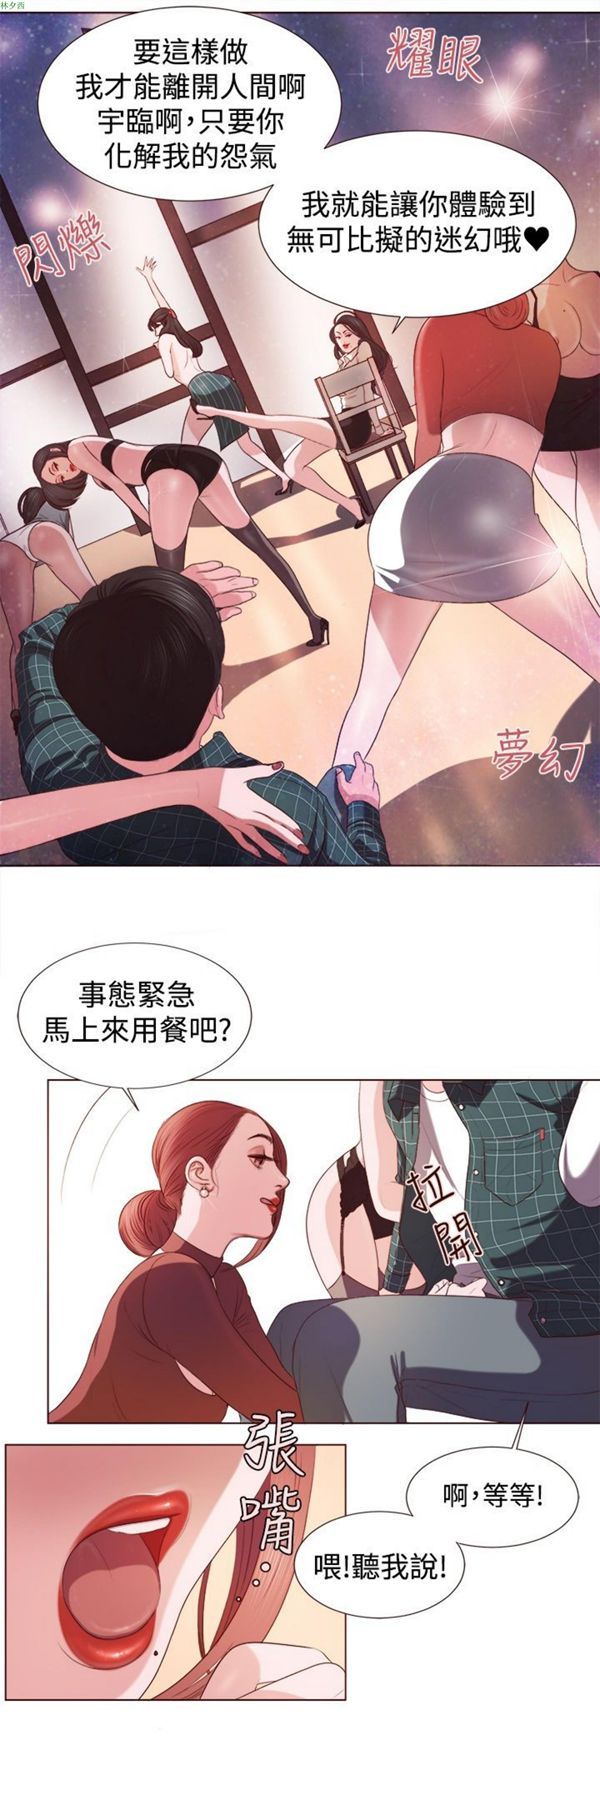 林夕西
要這樣做
我才能離開人間啊
宇臨啊，只要你
化解我的怨氣
耀眼
我就能讓你體驗到
無可比擬的迷幻哦♥
閃爍
夢幻
事態緊急
馬上來用餐吧?
拉開
張嘴…
啊，等等!
喂!聽我說!